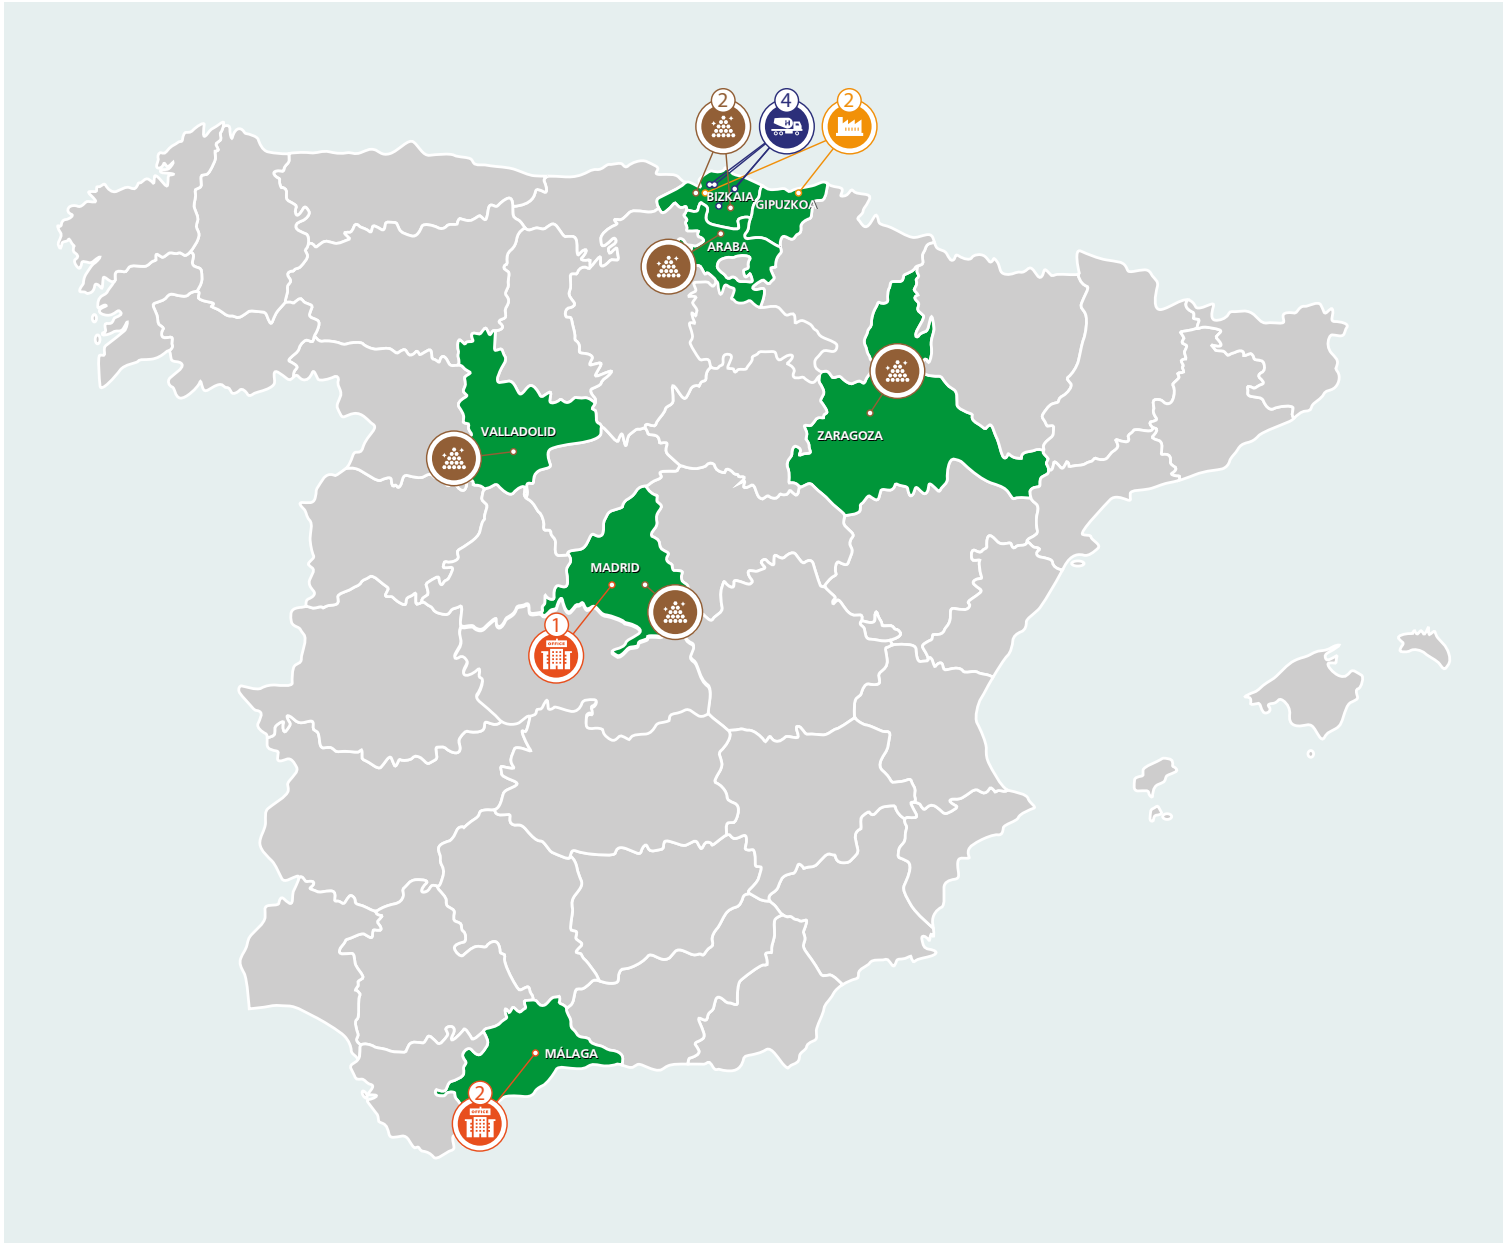 2
4
2
BIZKAIA
GIPUZKOA
ARABA
ZARAGOZA
VALLADOLID
MADRID
1
OFFICE
MÁLAGA
2
OFFICE